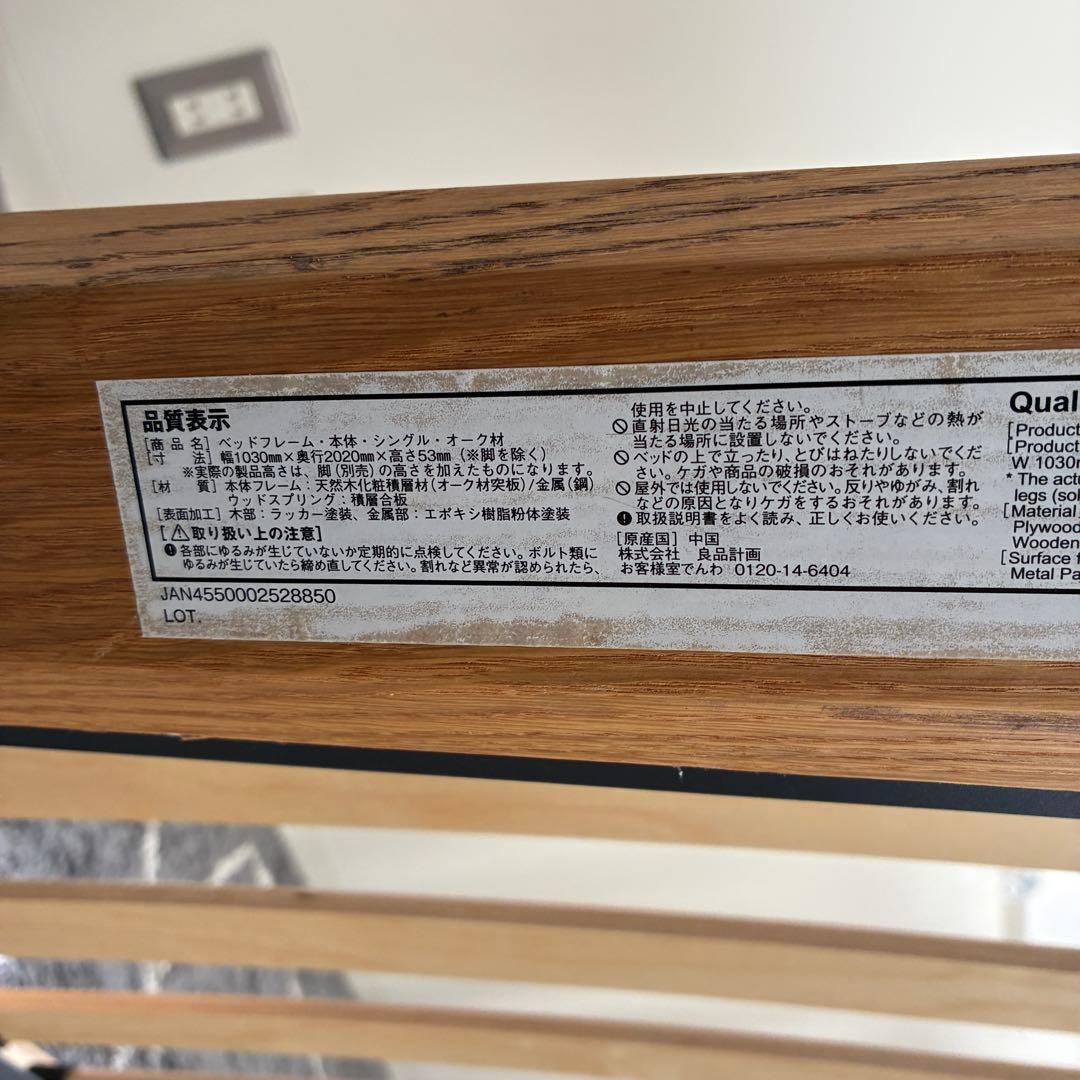 品質表示
[商品名] ベッドフレーム・本体・シングル・オーク材
[寸　法] 幅1030mm×奥行2020mm×高さ53mm（※脚を除く）
※実際の製品高さは、脚（別売）の高さを加えたものになります。
[材　質] 本体フレーム：天然木化粧積層材（オーク材突板）/金属（鋼）
ウッドスプリング：積層合板
[表面加工] 木部：ラッカー塗装、金属部：エポキシ樹脂粉体塗装
[⚠取り扱い上の注意]
各部にゆるみが生じていないか定期的に点検してください。ボルト類に
ゆるみが生じていたら締め直してください。割れなど異常が認められたら、
JAN4550002528850
LOT.
使用を中止してください。
直射日光の当たる場所やストーブなどの熱が
当たる場所に設置しないでください。
ベッドの上で立ったり、とびはねたりしないでくだ
さい。ケガや商品の破損のおそれがあります。
屋外では使用しないでください。反りやゆがみ、割れ
などの原因となりケガをするおそれがあります。
取扱説明書をよく読み、正しくお使いください。
[原産国] 中国
株式会社　良品計画
お客様室でんわ 0120-14-6404
Qual
[Product
[Product
W 1030m
* The actu
legs (sol
[Material
Plywood
Wooden
[Surface f
Metal Pa